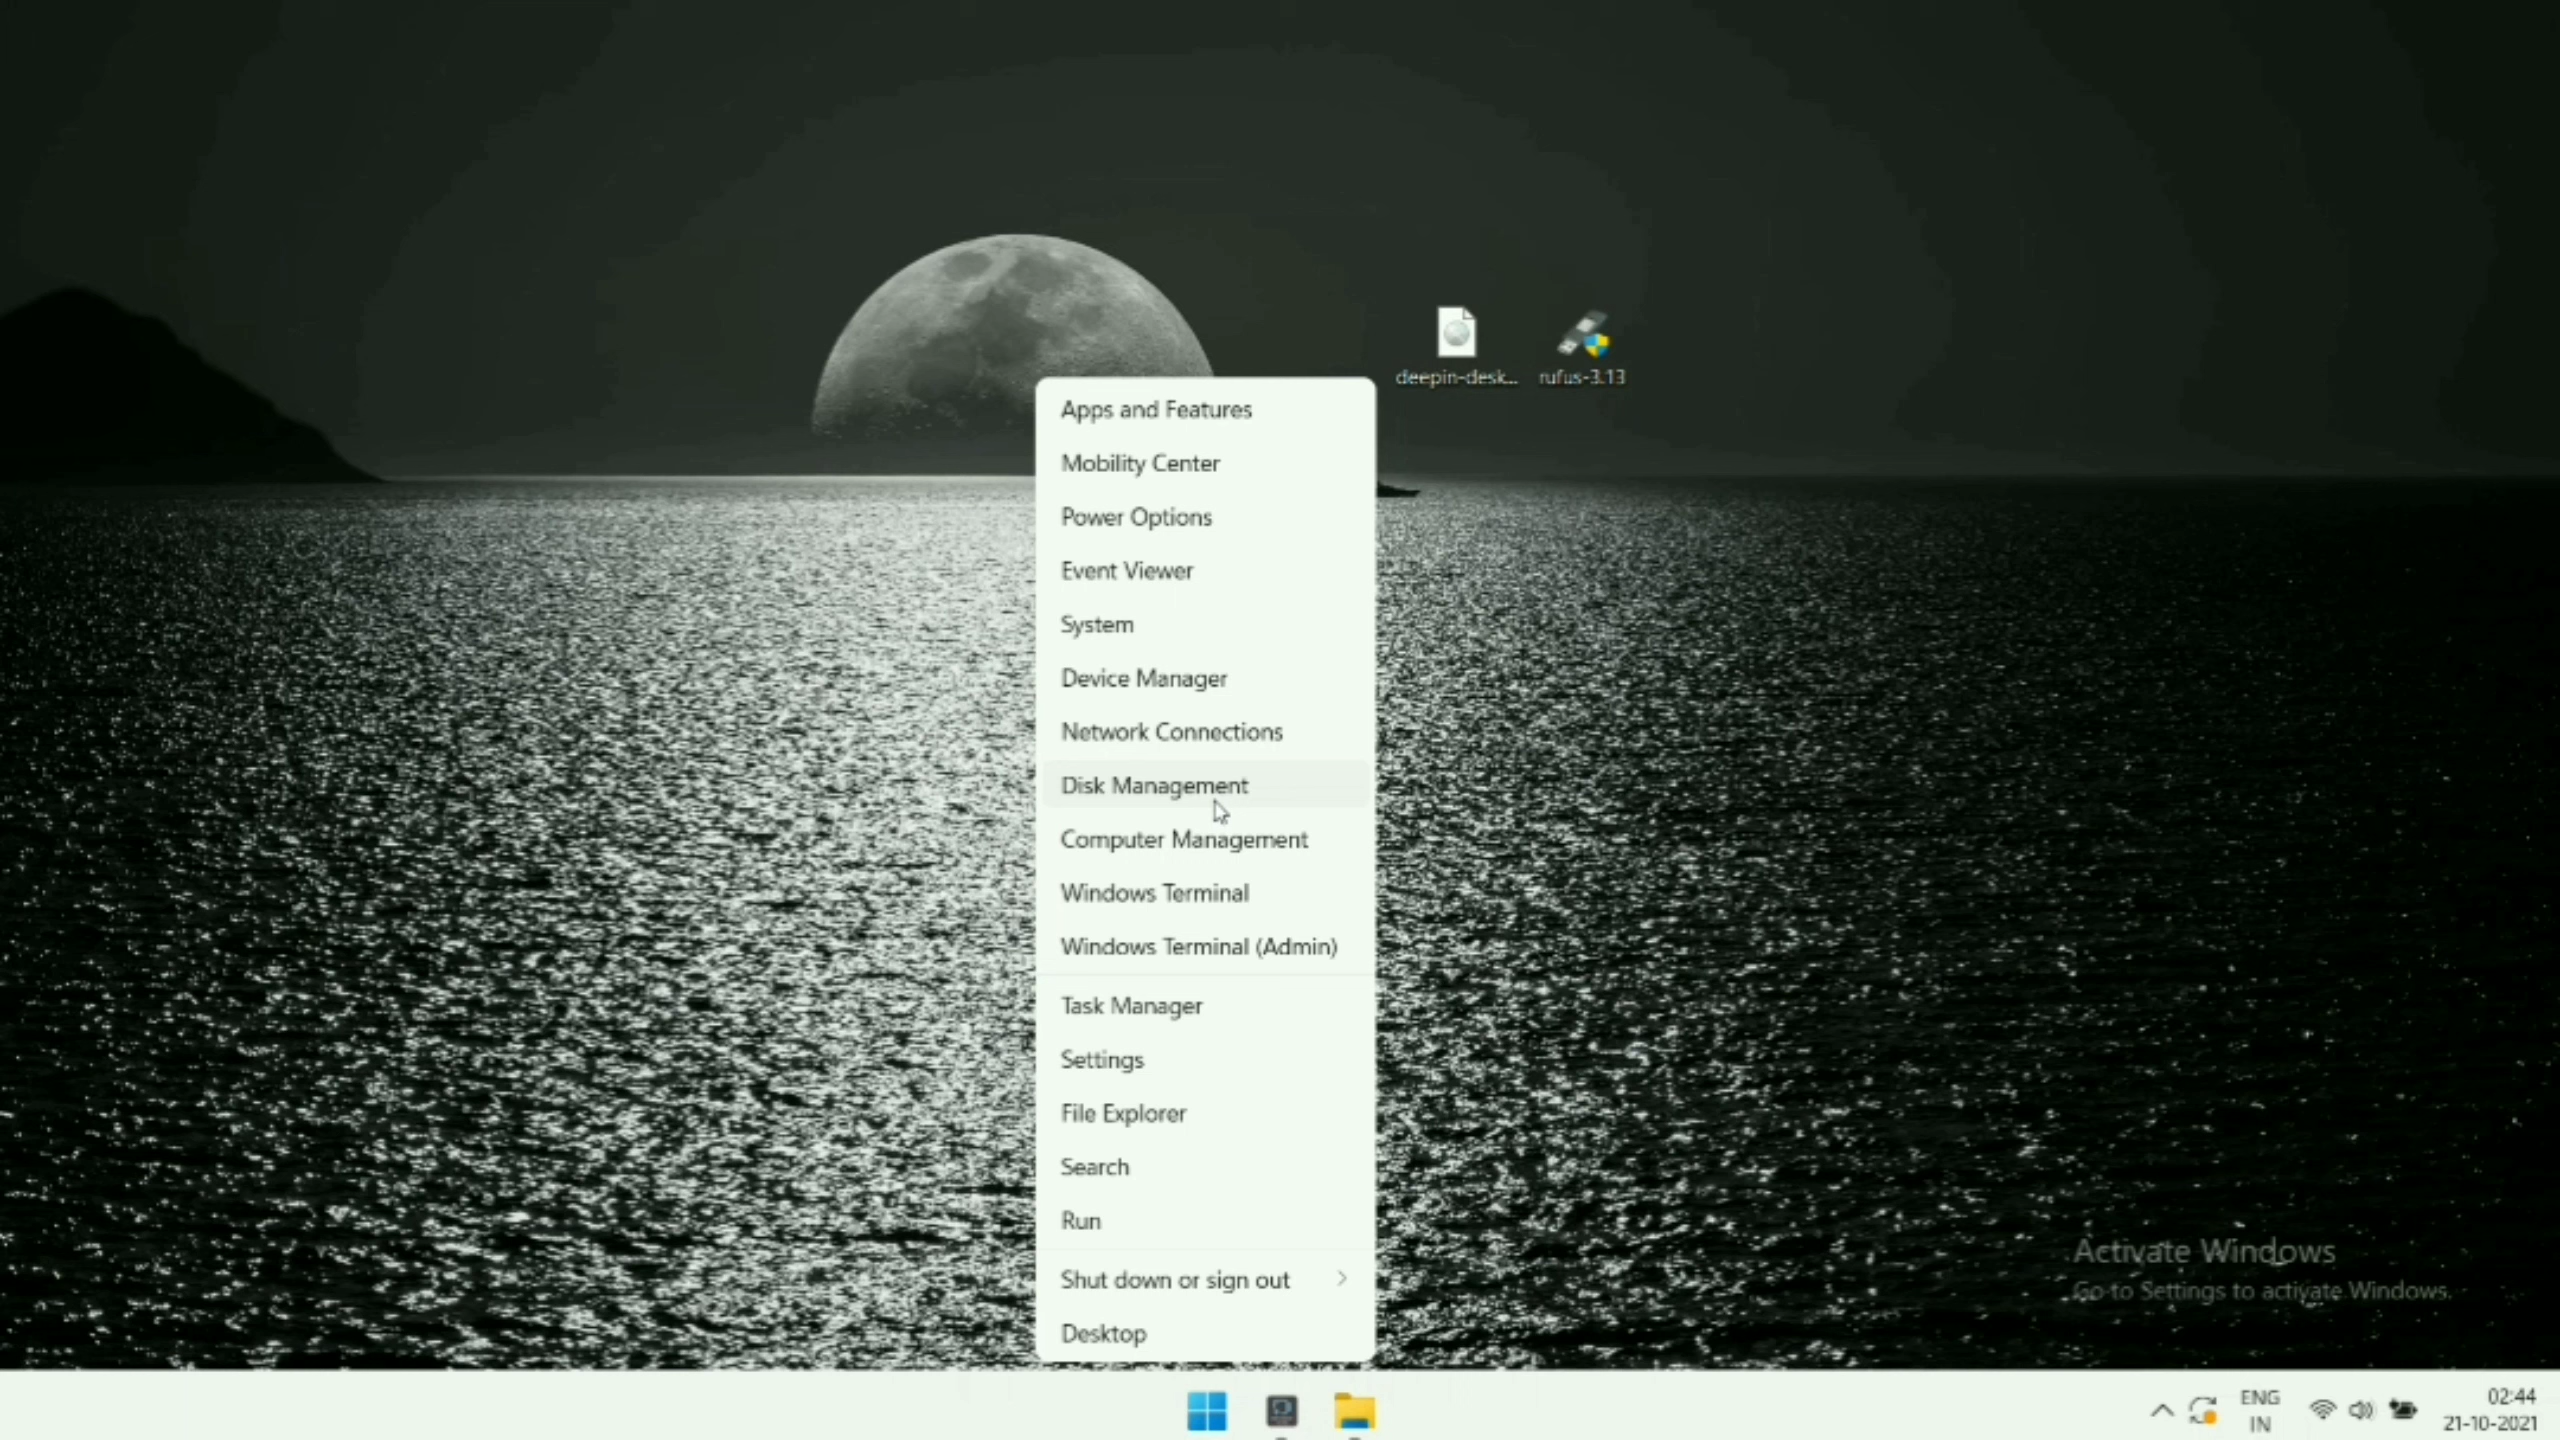 deepin-desk...
rufus-3.13
Apps and Features
Mobility Center
Power Options
Event Viewer
System
Device Manager
Network Connections
Disk Management
Computer Management
Windows Terminal
Windows Terminal (Admin)
Task Manager
Settings
File Explorer
Search
Run
Shut down or sign out
Desktop
Activate Windows
Go to Settings to activate Windows.
ENG
IN
02:44
21-10-2021